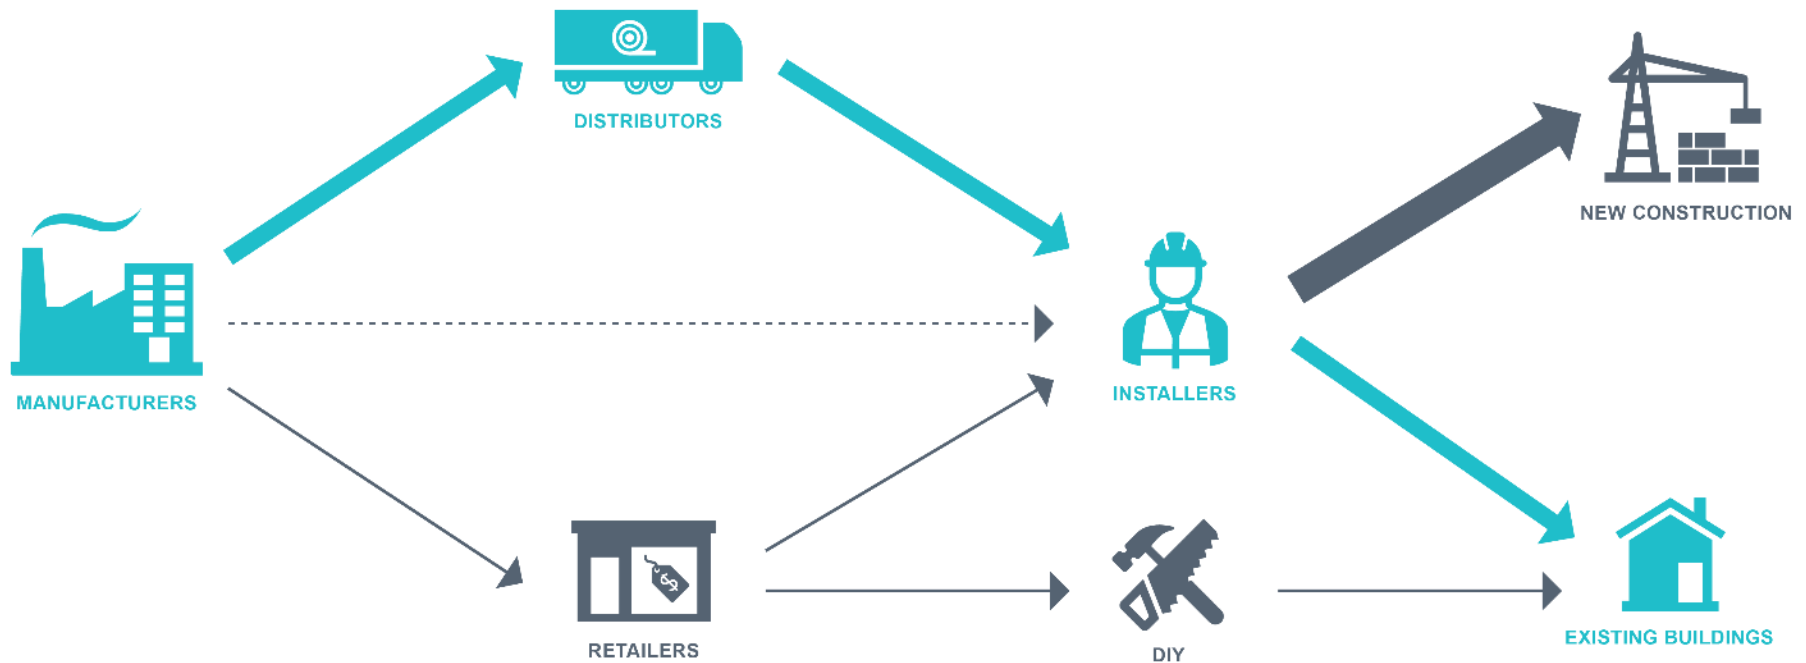 DISTRIBUTORS
NEW CONSTRUCTION
MANUFACTURERS
INSTALLERS
$
RETAILERS
DIY
EXISTING BUILDINGS